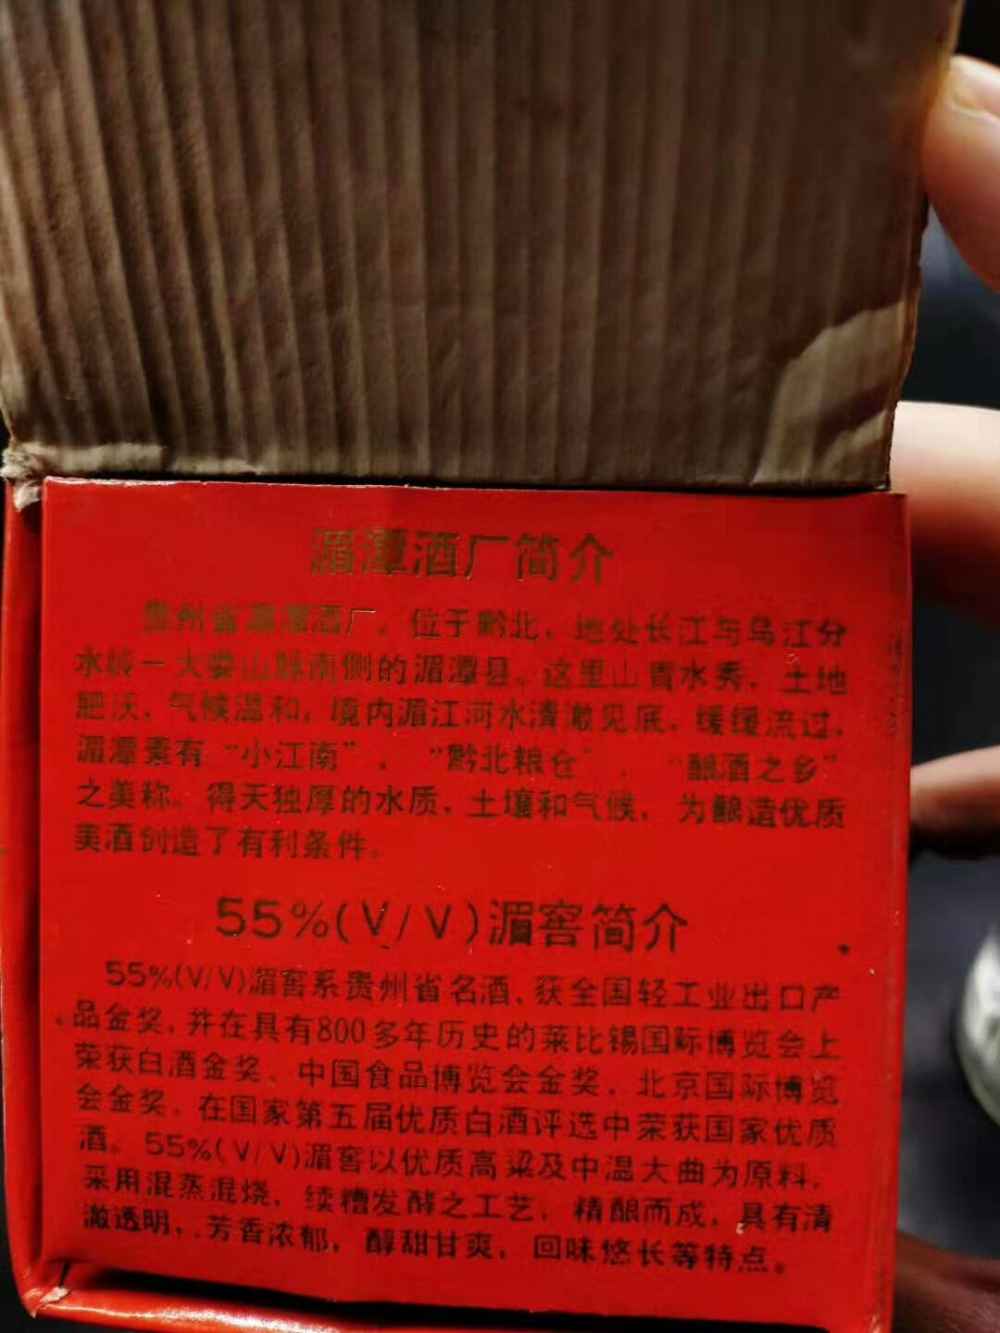 湄潭酒厂简介
贵州省湄潭酒厂，位于黔北，地处长江与乌江分
水岭一大娄山脉南侧的湄潭县。这里山青水秀，土地
肥沃，气候温和，境内湄江河水清澈见底，缓缓流过，
湄潭素有“小江南”，“黔北粮仓”，“酿酒之乡”
之美称。得天独厚的水质，土壤和气候，为酿造优质
美酒创造了有利条件。
55%(V/V)湄窖简介
55%(V/V)湄窖系贵州省名酒，获全国轻工业出口产
品金奖，并在具有800多年历史的莱比锡国际博览会上
荣获白酒金奖、中国食品博览会金奖，北京国际博览
会金奖，在国家第五届优质白酒评选中荣获国家优质
酒。55%(V/V)湄窖以优质高粱及中温大曲为原料，
采用混蒸混烧，续糟发酵之工艺，精酿而成，具有清
澈透明，芳香浓郁，醇甜甘爽，回味悠长等特点。